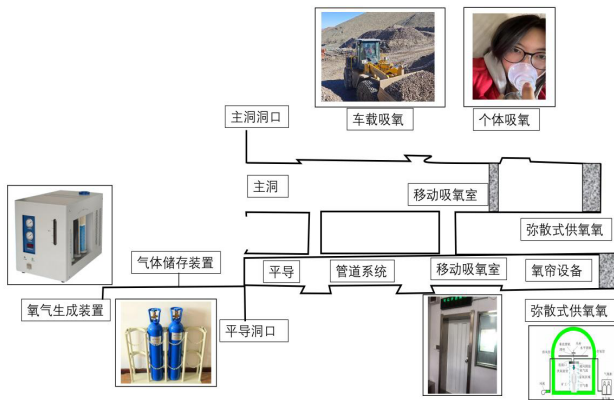 主洞洞口
车载吸氧
个体吸氧
主洞
移动吸氧室
弥散式供氧氧
气体储存装置
平导
管道系统
移动吸氧室
氧帘设备
氧气生成装置
平导洞口
弥散式供氧氧